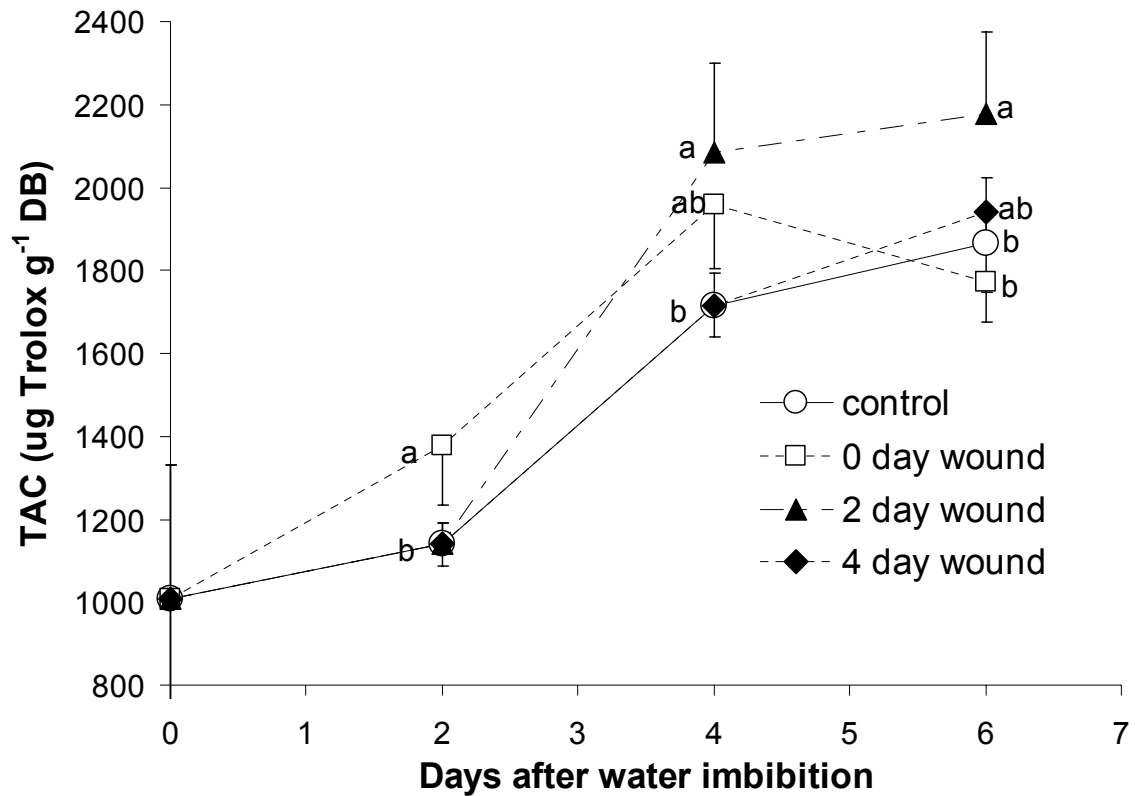 TAC (ug Trolox g-1 DB)
2400
2200
2000
1800
1600
1400
1200
1000
800
a
b
a
ab
b
a
ab
b
b
control
0 day wound
2 day wound
4 day wound
0 1 2 3 4 5 6 7
Days after water imbibition